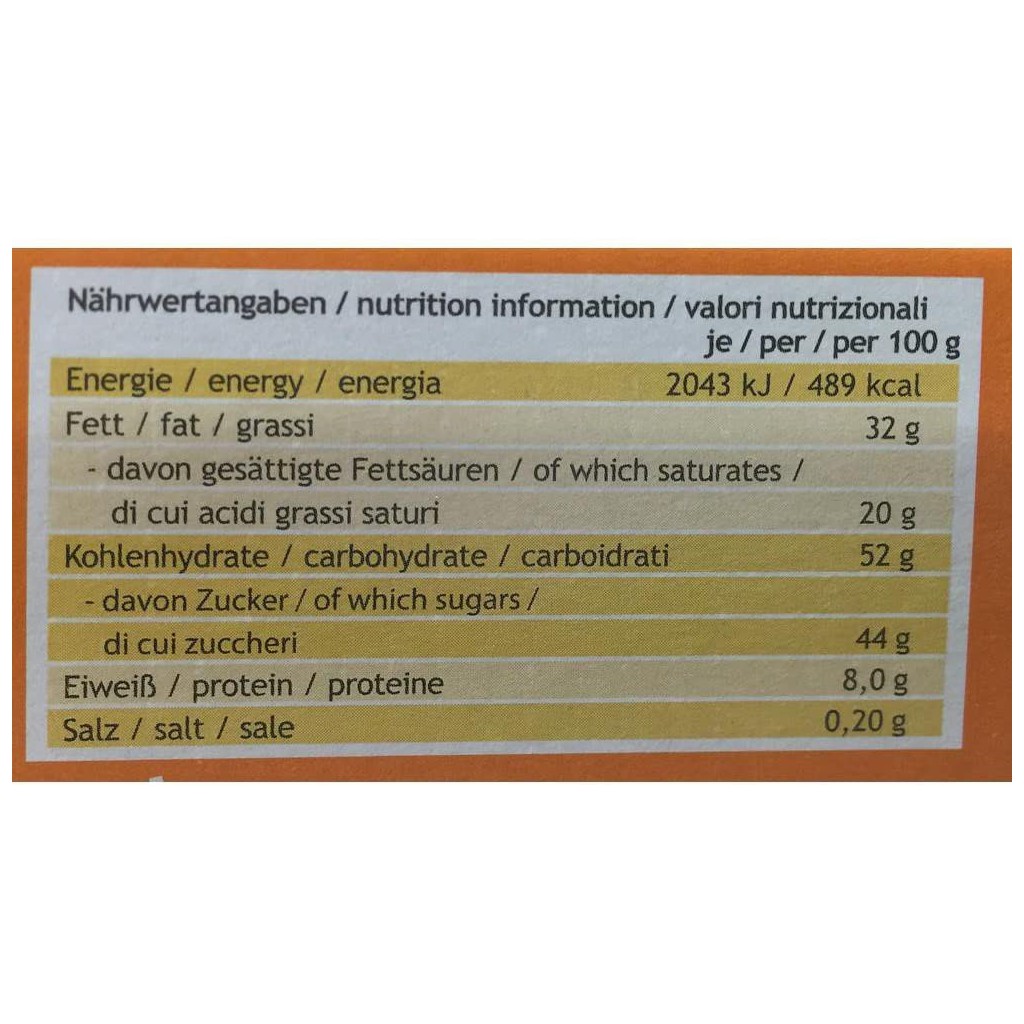 Nährwertangaben / nutrition information / valori nutrizionali
je / per / per 100 g
Energie / energy / energia 2043 kJ / 489 kcal
Fett / fat / grassi 32 g
- davon gesättigte Fettsäuren / of which saturates /
di cui acidi grassi saturi 20 g
Kohlenhydrate / carbohydrate / carboidrati 52 g
- davon Zucker / of which sugars /
di cui zuccheri 44 g
Eiweiß / protein / proteine 8,0 g
Salz / salt / sale 0,20 g